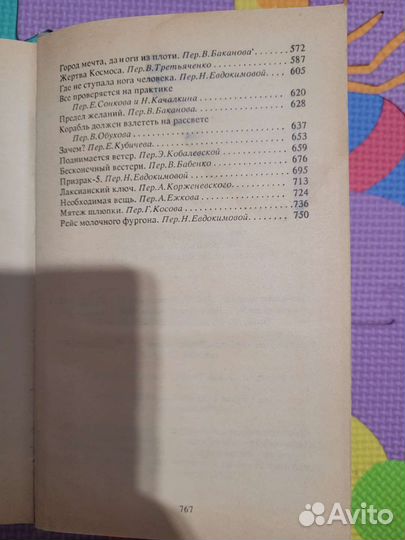 Город мечта, да ноги из плоти. Пер. В. Баканова 572
Жертва Космоса. Пер. В. Третьяченко 587
Где не ступала нога человека. Пер. Н. Евдокимовой 605
Все проверяется на практике
Пер. Е. Сонкова и Н. Качалкина 620
Предел желаний. Пер. В. Баканова 628
Корабль должен взлететь на рассвете
Пер. В. Обухова 637
Зачем? Пер. Е. Кубичева 653
Поднимается ветер. Пер. Э. Кобалевской 659
Бесконечный вестерн. Пер. В. Бабенко 676
Призрак-5. Пер. Н. Евдокимовой 695
Лаксианский ключ. Пер. А. Корженевского 713
Необходимая вещь. Пер. А. Ежкова 724
Мятеж шлюпки. Пер. Г. Косова 736
Рейс молочного фургона. Пер. Н. Евдокимовой 750
767
Avito